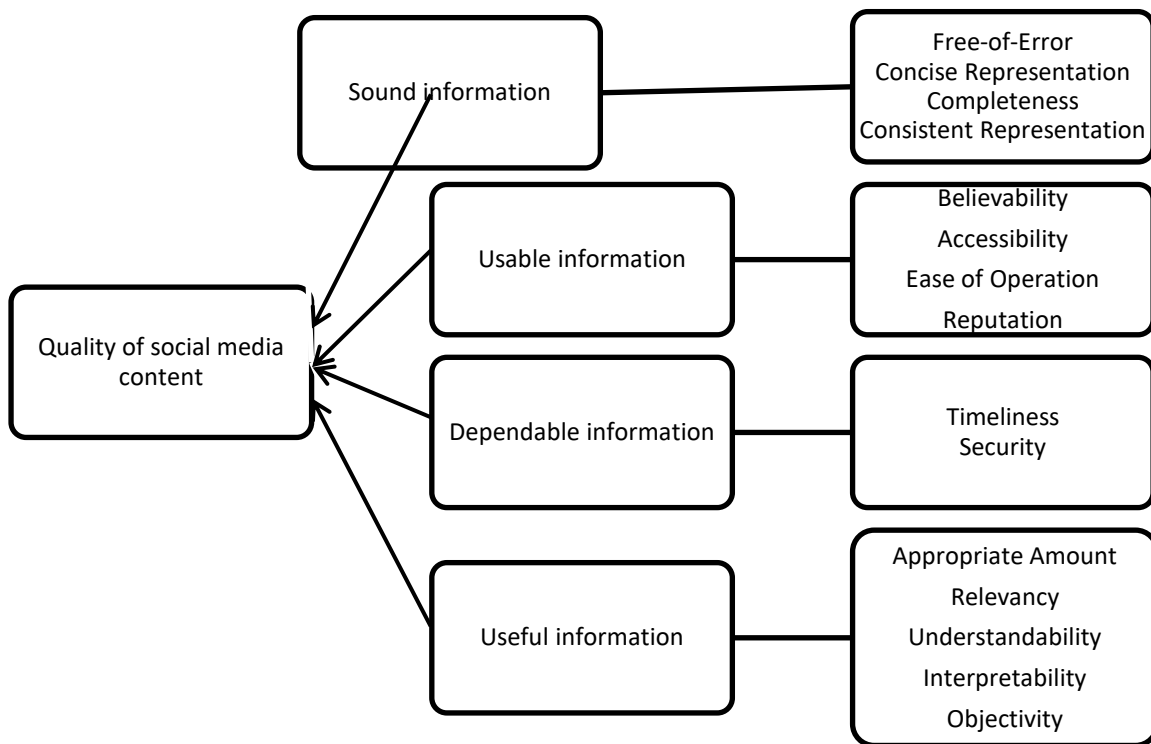 Sound information
Free-of-Error
Concise Representation
Completeness
Consistent Representation
Usable information
Believability
Accessibility
Ease of Operation
Reputation
Quality of social media
content
Dependable information
Timeliness
Security
Useful information
Appropriate Amount
Relevancy
Understandability
Interpretability
Objectivity